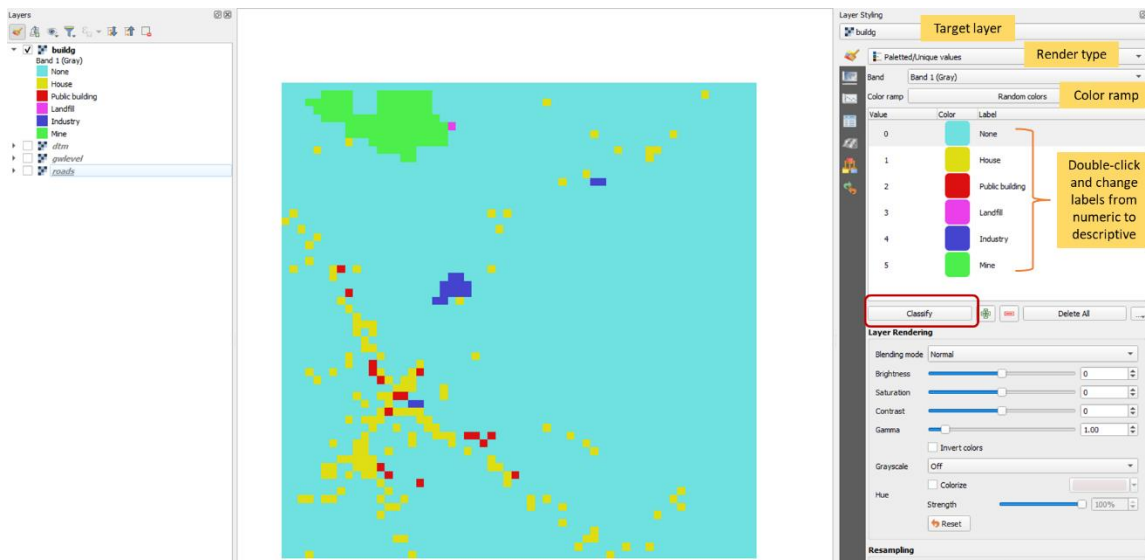 Layers
buildg
Band 1 (Gray)
None
House
Public building
Landfill
Industry
Mine
dtm
gwlevel
roads
Layer Styling
buildg
Target layer
Paletted/Unique values
Render type
Band
Band 1 (Gray)
Color ramp
Random colors
Color ramp
Value
Color
Label
0
None
1
House
2
Public building
3
Landfill
4
Industry
5
Mine
Double-click
and change
labels from
numeric to
descriptive
Classify
Delete All
...
Layer Rendering
Blending mode
Normal
Brightness
0
Saturation
0
Contrast
0
Gamma
1.00
Invert colors
Grayscale
Off
Hue
Colorize
Strength
100%
Reset
Resampling